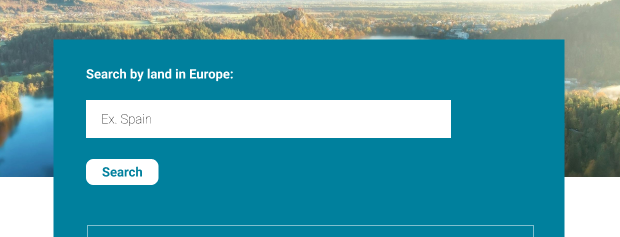 Search by land in Europe:
Ex. Spain
Search